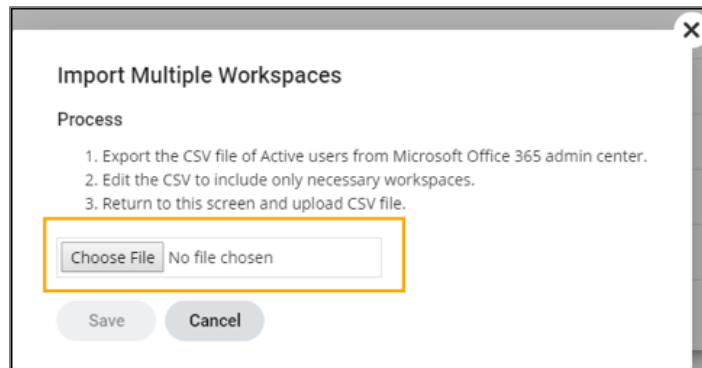 Import Multiple Workspaces
Process
1. Export the CSV file of Active users from Microsoft Office 365 admin center.
2. Edit the CSV to include only necessary workspaces.
3. Return to this screen and upload CSV file.
Choose File No file chosen
Save Cancel